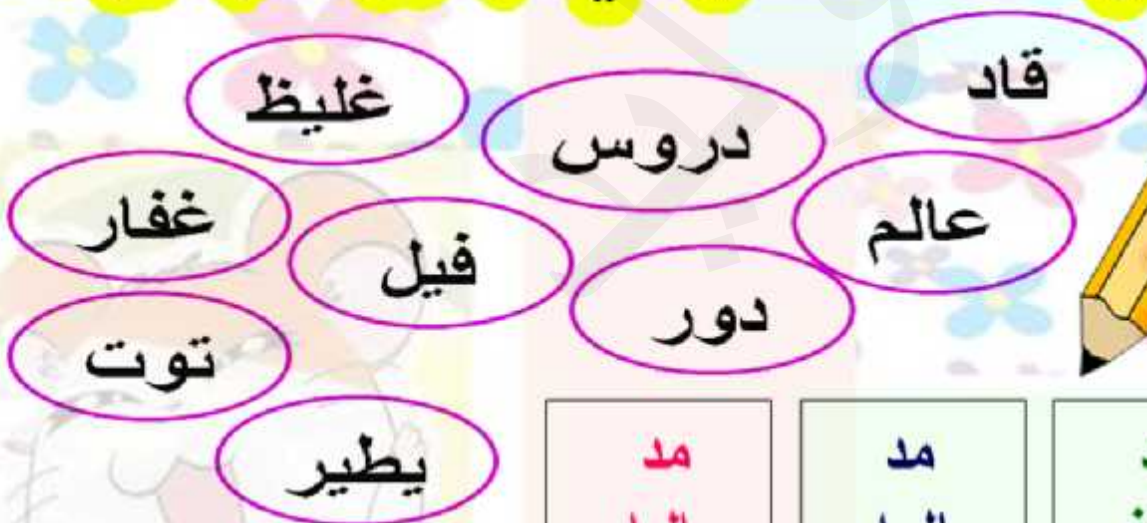 قاد
غليظ
دروس
غفار
عالم
فيل
دور
توت
يطير
مد
مد